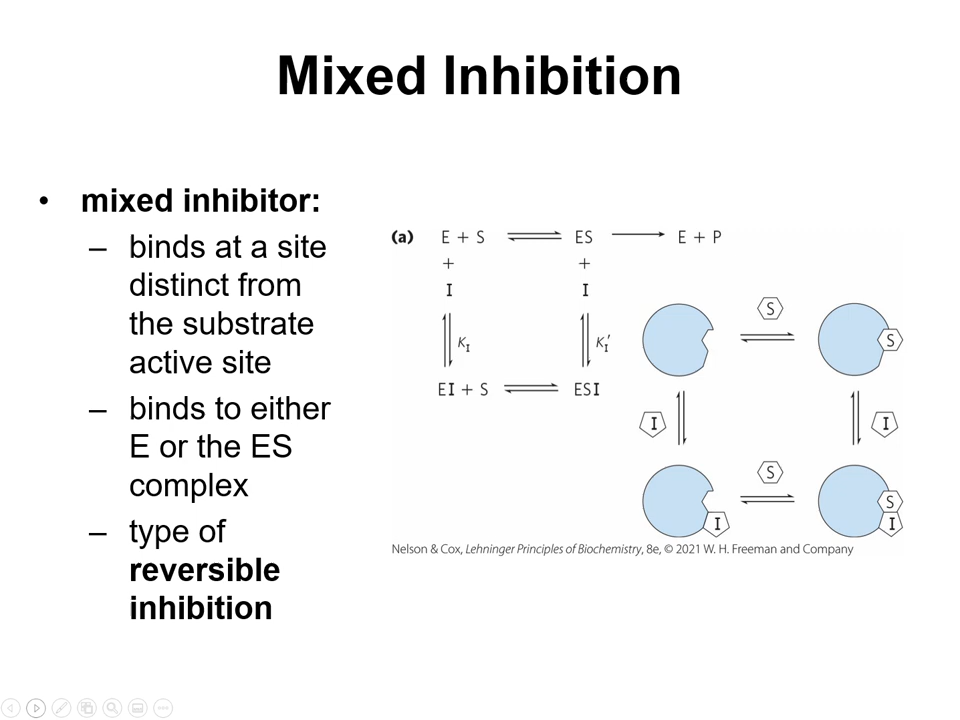 Mixed Inhibition
• mixed inhibitor:
– binds at a site
distinct from
the substrate
active site
– binds to either
E or the ES
complex
– type of
reversible
inhibition
(a) E + S ⇌ ES ⟶ E + P
+ +
I I
K_I K_I′
EI + S ⇌ ESI
S
S
I I
S
I
S
I
Nelson & Cox, Lehninger Principles of Biochemistry, 8e, © 2021 W. H. Freeman and Company